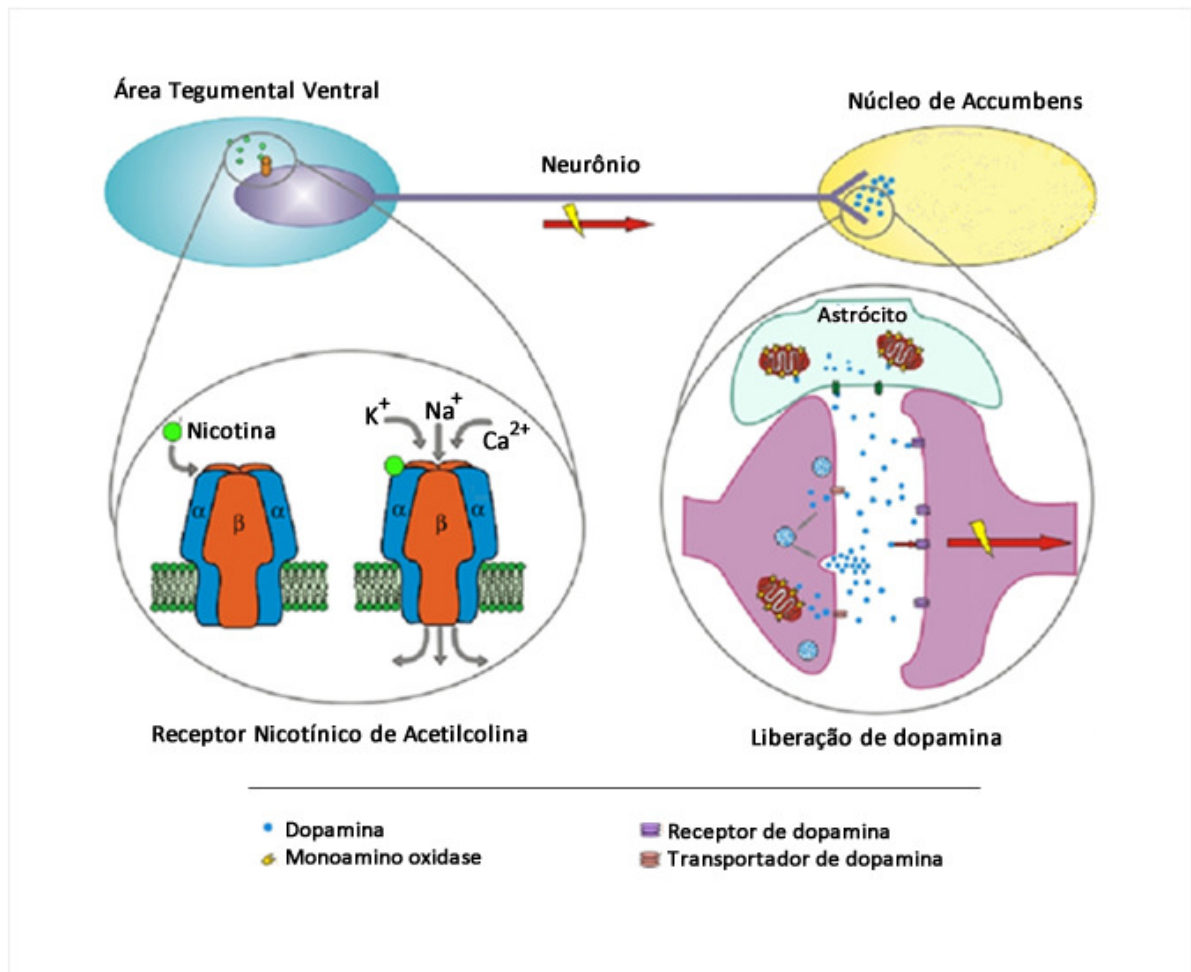 Área Tegumental Ventral
Núcleo de Accumbens
Neurônio
Astrócito
Nicotina
K+
Na+
Ca2+
α
β
α
α
β
α
Receptor Nicotínico de Acetilcolina
Liberação de dopamina
Dopamina
Monoamino oxidase
Receptor de dopamina
Transportador de dopamina